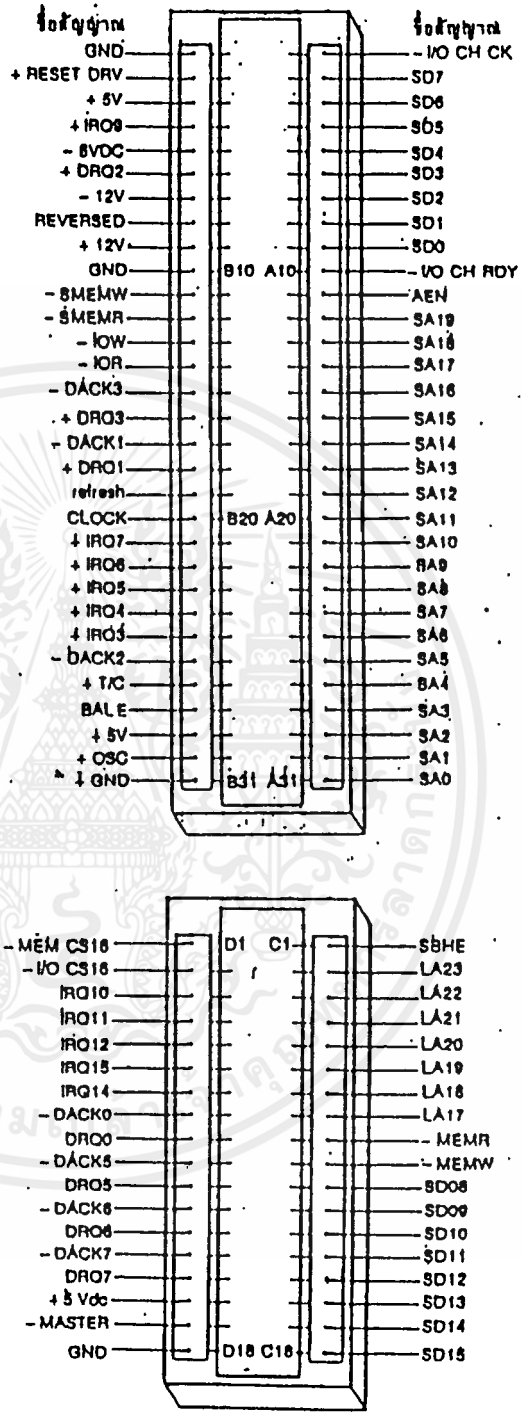 ชื่อสัญญาณ ชื่อสัญญาณ
GND - I/O CH CK
+ RESET DRV SD7
+ 5V SD6
+ IRQ9 SD5
- 5VDC SD4
+ DRQ2 SD3
- 12V SD2
REVERSED SD1
+ 12V SD0
GND B10 A10 - I/O CH RDY
- SMEMW AEN
- SMEMR SA19
- IOW SA18
- IOR SA17
- DACK3 SA16
+ DRQ3 SA15
- DACK1 SA14
+ DRQ1 SA13
refresh SA12
CLOCK B20 A20 SA11
+ IRQ7 SA10
+ IRQ6 SA9
+ IRQ5 SA8
+ IRQ4 SA7
+ IRQ3 SA6
- DACK2 SA5
+ T/C SA4
BALE SA3
+ 5V SA2
+ OSC SA1
+ GND B31 A31 SA0
- MEM CS16 D1 C1 SBHE
- I/O CS16 LA23
IRQ10 LA22
IRQ11 LA21
IRQ12 LA20
IRQ15 LA19
IRQ14 LA18
- DACK0 LA17
DRQ0 - MEMR
- DACK5 - MEMW
DRQ5 SD08
- DACK6 SD09
DRQ6 SD10
- DACK7 SD11
DRQ7 SD12
+ 5 Vdc SD13
- MASTER SD14
GND D18 C18 SD15